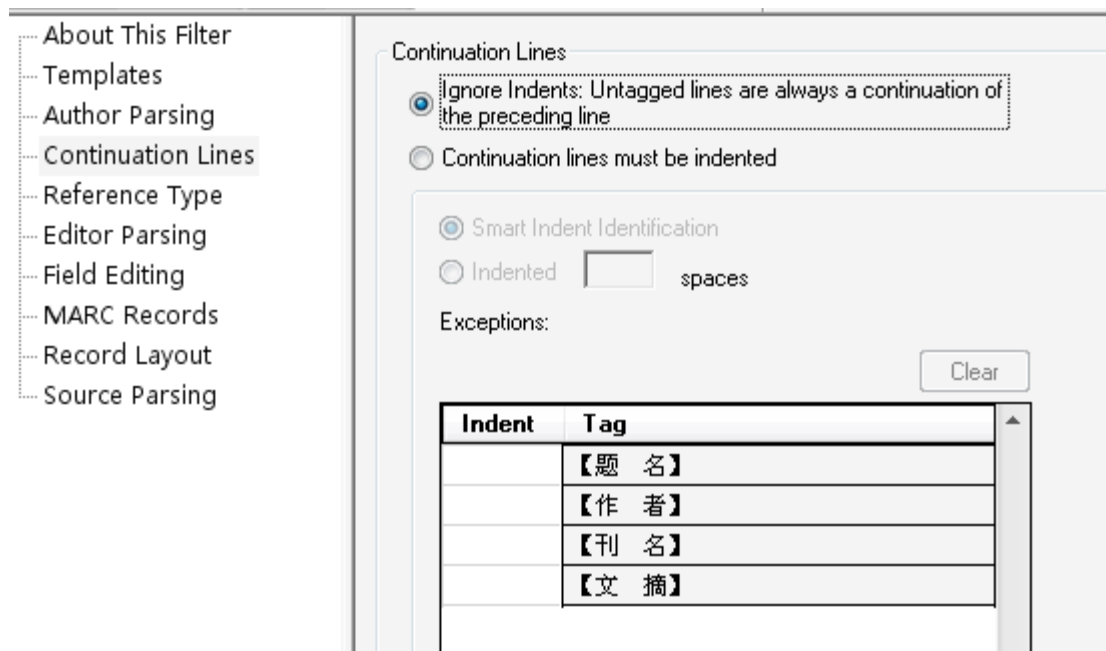 About This Filter
Templates
Author Parsing
Continuation Lines
Reference Type
Editor Parsing
Field Editing
MARC Records
Record Layout
Source Parsing
Continuation Lines
Ignore Indents: Untagged lines are always a continuation of
the preceding line
Continuation lines must be indented
Smart Indent Identification
Indented spaces
Exceptions:
Clear
Indent Tag
【题 名】
【作 者】
【刊 名】
【文 摘】